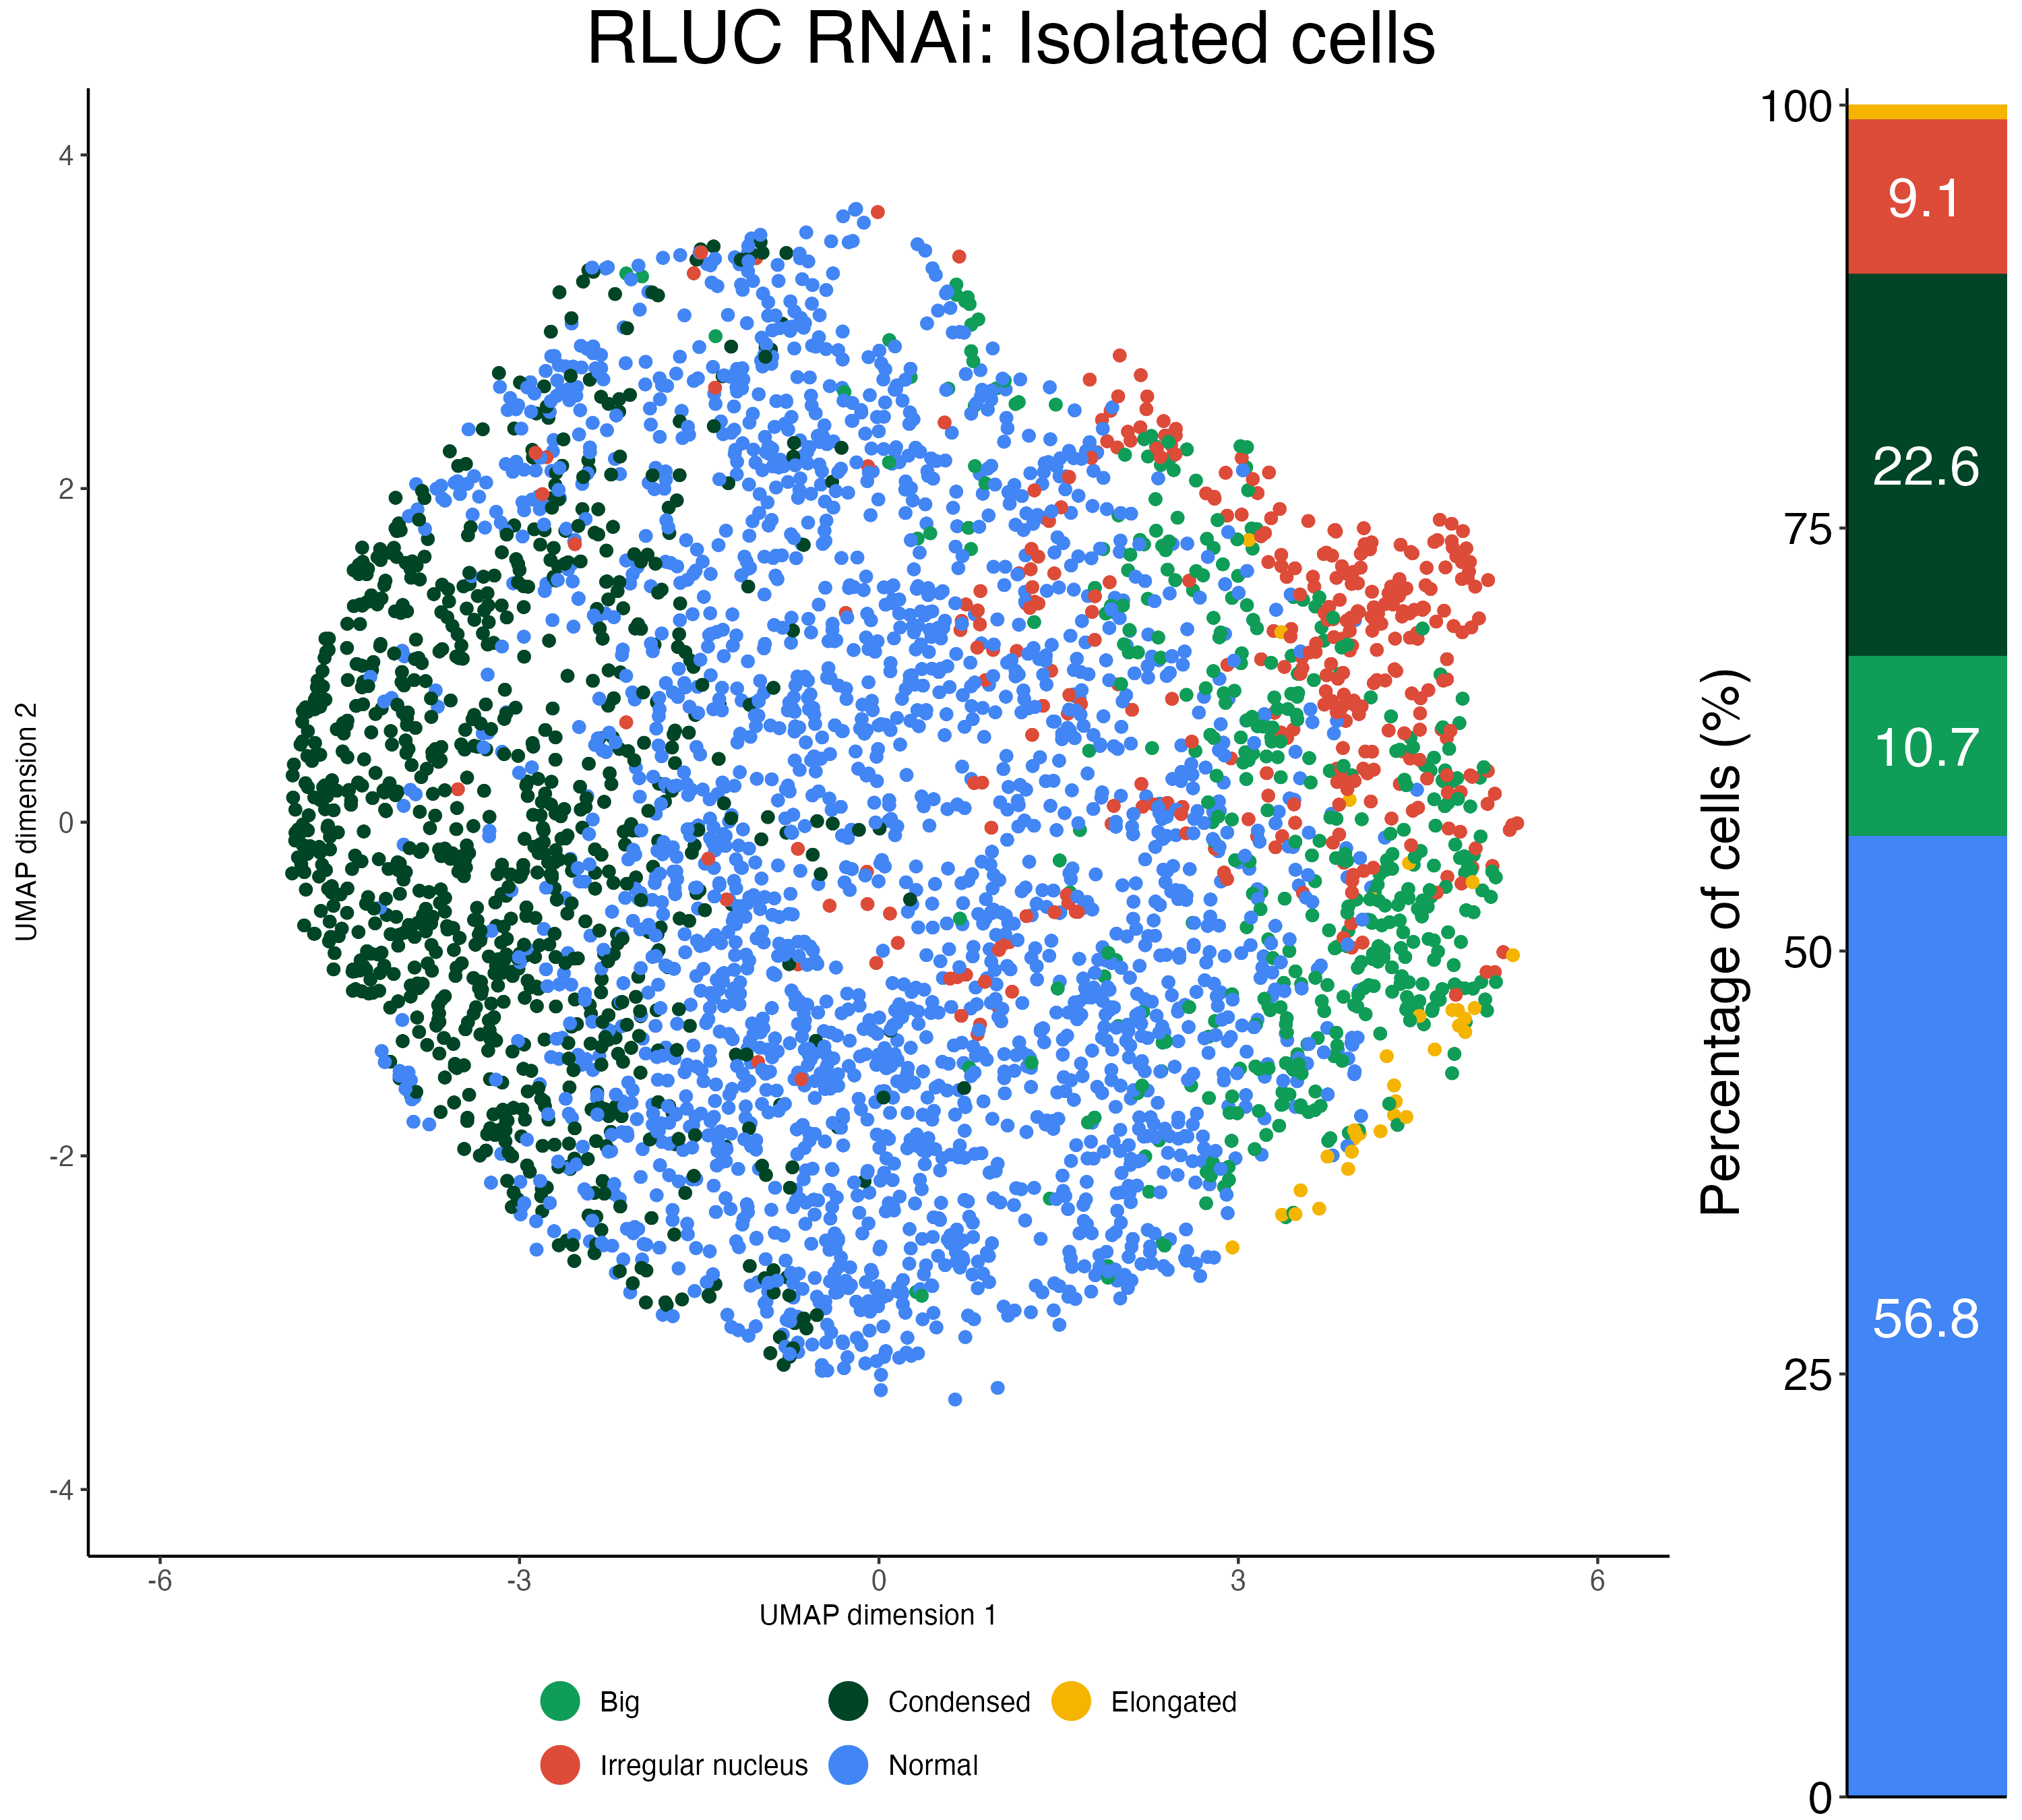 RLUC RNAi: Isolated cells
4
2
0
-2
-4
UMAP dimension 2
-6
-3
0
3
6
UMAP dimension 1
Big
Condensed
Elongated
Irregular nucleus
Normal
Percentage of cells (%)
100
75
50
25
0
9.1
22.6
10.7
56.8